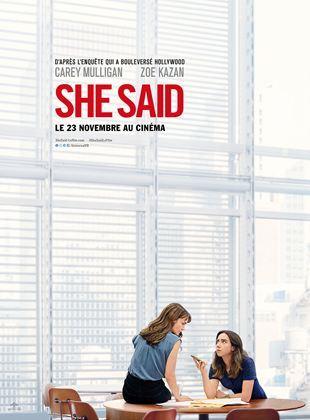 D'APRÈS L'ENQUÊTE QUI A BOULEVERSÉ HOLLYWOOD
CAREY MULLIGAN ZOE KAZAN
SHE SAID
LE 23 NOVEMBRE AU CINÉMA